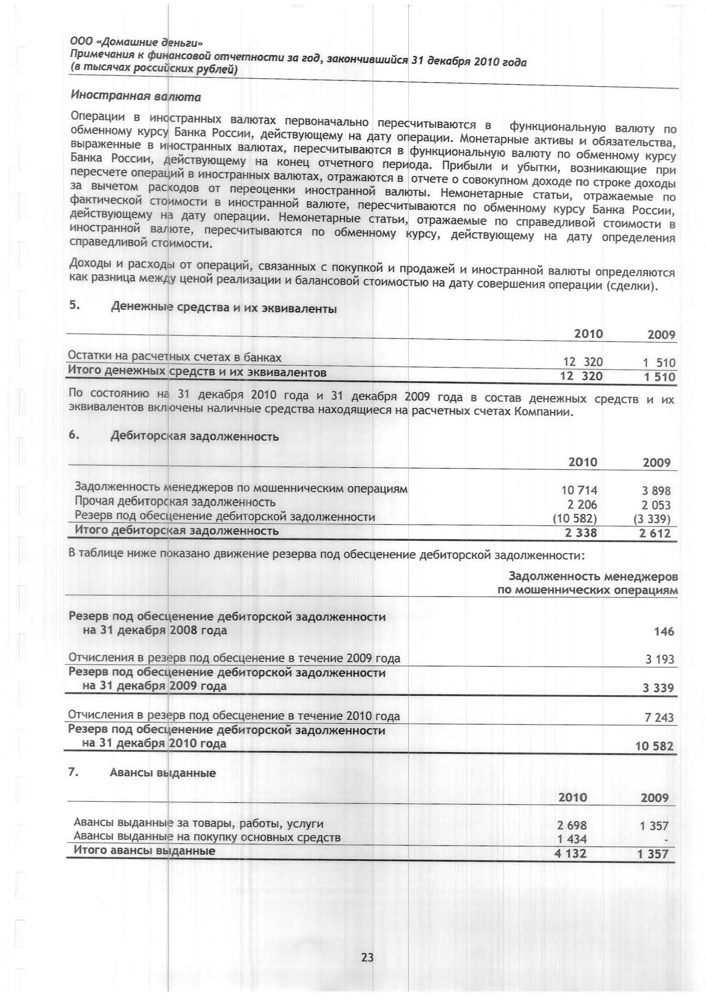 ООО «Домашние деньги»
Примечания к финансовой отчетности за год, закончившийся 31 декабря 2010 года
(в тысячах российских рублей)
Иностранная валюта
Операции в иностранных валютах первоначально пересчитываются в функциональную валюту по
обменному курсу Банка России, действующему на дату операции. Монетарные активы и обязательства,
выраженные в иностранных валютах, пересчитываются в функциональную валюту по обменному курсу
Банка России, действующему на конец отчетного периода. Прибыли и убытки, возникающие при
пересчете операций в иностранных валютах, отражаются в отчете о совокупном доходе по строке доходы
за вычетом расходов от переоценки иностранной валюты. Немонетарные статьи, отражаемые по
фактической стоимости в иностранной валюте, пересчитываются по обменному курсу Банка России,
действующему на дату операции. Немонетарные статьи, отражаемые по справедливой стоимости в
иностранной валюте, пересчитываются по обменному курсу, действующему на дату определения
справедливой стоимости.
Доходы и расходы от операций, связанных с покупкой и продажей и иностранной валюты определяются
как разница между ценой реализации и балансовой стоимостью на дату совершения операции (сделки).
5. Денежные средства и их эквиваленты
2010 2009
Остатки на расчетных счетах в банках 12 320 1 510
Итого денежных средств и их эквивалентов 12 320 1 510
По состоянию на 31 декабря 2010 года и 31 декабря 2009 года в состав денежных средств и их
эквивалентов включены наличные средства находящиеся на расчетных счетах Компании.
6. Дебиторская задолженность
2010 2009
Задолженность менеджеров по мошенническим операциям 10 714 3 898
Прочая дебиторская задолженность 2 206 2 053
Резерв под обесценение дебиторской задолженности (10 582) (3 339)
Итого дебиторская задолженность 2 338 2 612
В таблице ниже показано движение резерва под обесценение дебиторской задолженности:
Задолженность менеджеров
по мошеннических операциям
Резерв под обесценение дебиторской задолженности
на 31 декабря 2008 года 146
Отчисления в резерв под обесценение в течение 2009 года 3 193
Резерв под обесценение дебиторской задолженности
на 31 декабря 2009 года 3 339
Отчисления в резерв под обесценение в течение 2010 года 7 243
Резерв под обесценение дебиторской задолженности
на 31 декабря 2010 года 10 582
7. Авансы выданные
2010 2009
Авансы выданные за товары, работы, услуги 2 698 1 357
Авансы выданные на покупку основных средств 1 434 -
Итого авансы выданные 4 132 1 357
23